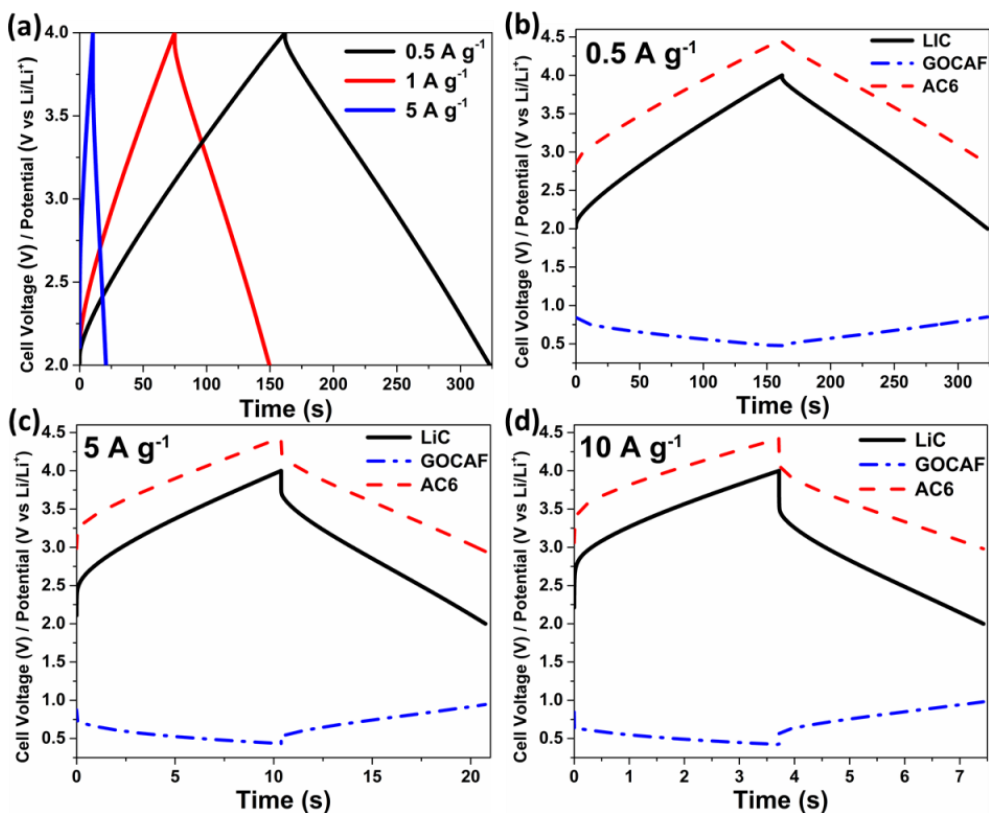 (a)
Cell Voltage (V) / Potential (V vs Li/Li⁺)
4.0
3.5
3.0
2.5
2.0
0.5 A g⁻¹
1 A g⁻¹
5 A g⁻¹
0 50 100 150 200 250 300
Time (s)
(b)
Cell Voltage (V) / Potential (V vs Li/Li⁺)
4.5
4.0
3.5
3.0
2.5
2.0
1.5
1.0
0.5
0.5 A g⁻¹
LIC
GOCAF
AC6
0 50 100 150 200 250 300
Time (s)
(c)
Cell Voltage (V) / Potential (V vs Li/Li⁺)
4.5
4.0
3.5
3.0
2.5
2.0
1.5
1.0
0.5
5 A g⁻¹
LiC
GOCAF
AC6
0 5 10 15 20
Time (s)
(d)
Cell Voltage (V) / Potential (V vs Li/Li⁺)
4.5
4.0
3.5
3.0
2.5
2.0
1.5
1.0
0.5
10 A g⁻¹
LiC
GOCAF
AC6
0 1 2 3 4 5 6 7
Time (s)